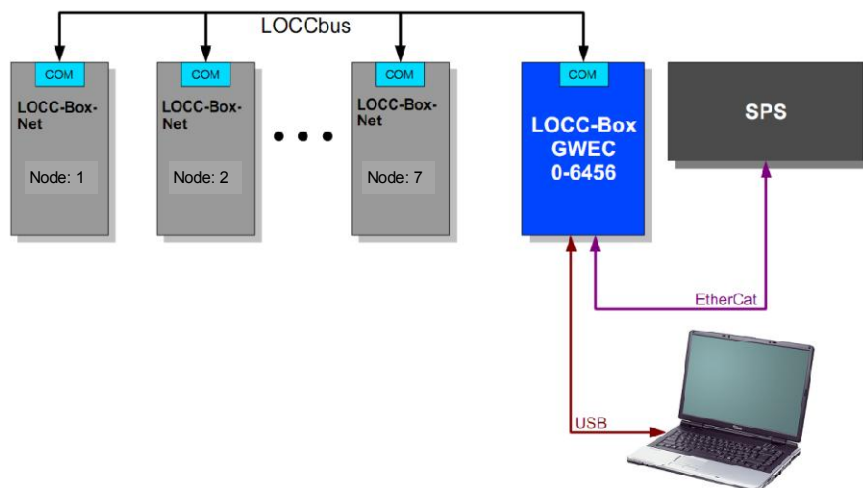 LOCCbus
COM
LOCC-Box-
Net
Node: 1
COM
LOCC-Box-
Net
Node: 2
COM
LOCC-Box-
Net
Node: 7
COM
LOCC-Box
GWEC
0-6456
SPS
EtherCat
USB